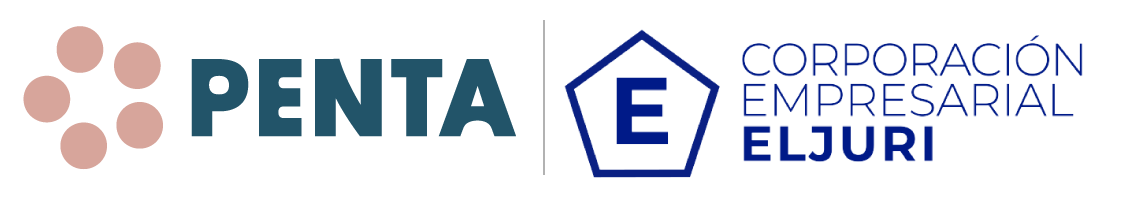 PENTA
E
CORPORACIÓN
EMPRESARIAL
ELJURI